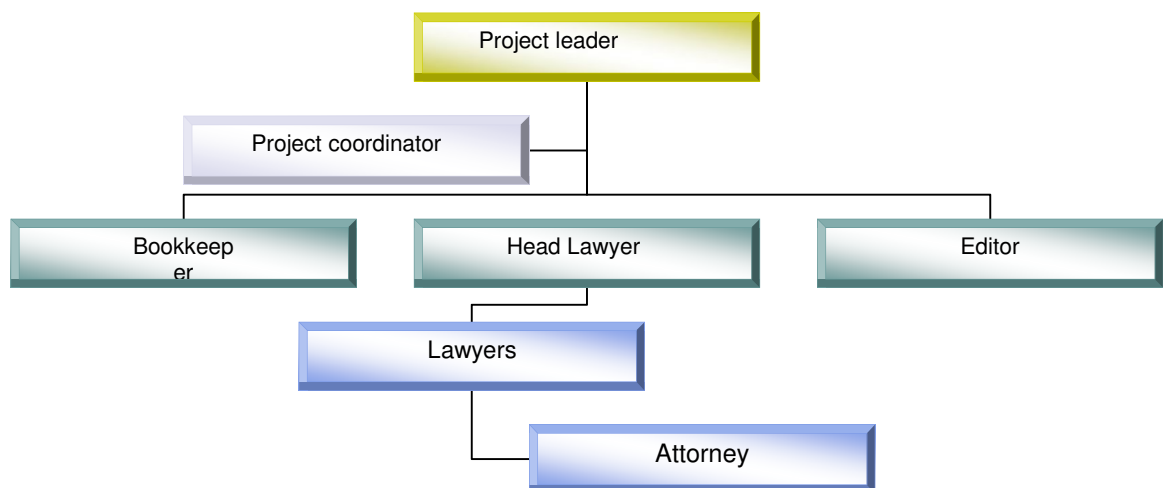 Project leader
Project coordinator
Bookkeep
er
Head Lawyer
Editor
Lawyers
Attorney